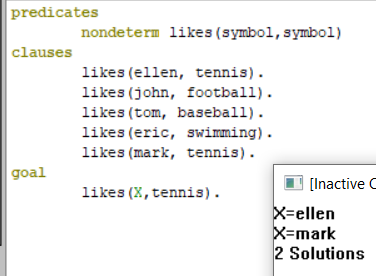 predicates
nondeterm likes(symbol,symbol)
clauses
likes(ellen, tennis).
likes(john, football).
likes(tom, baseball).
likes(eric, swimming).
likes(mark, tennis).
goal
likes(X,tennis).
[Inactive
X=ellen
X=mark
2 Solutions